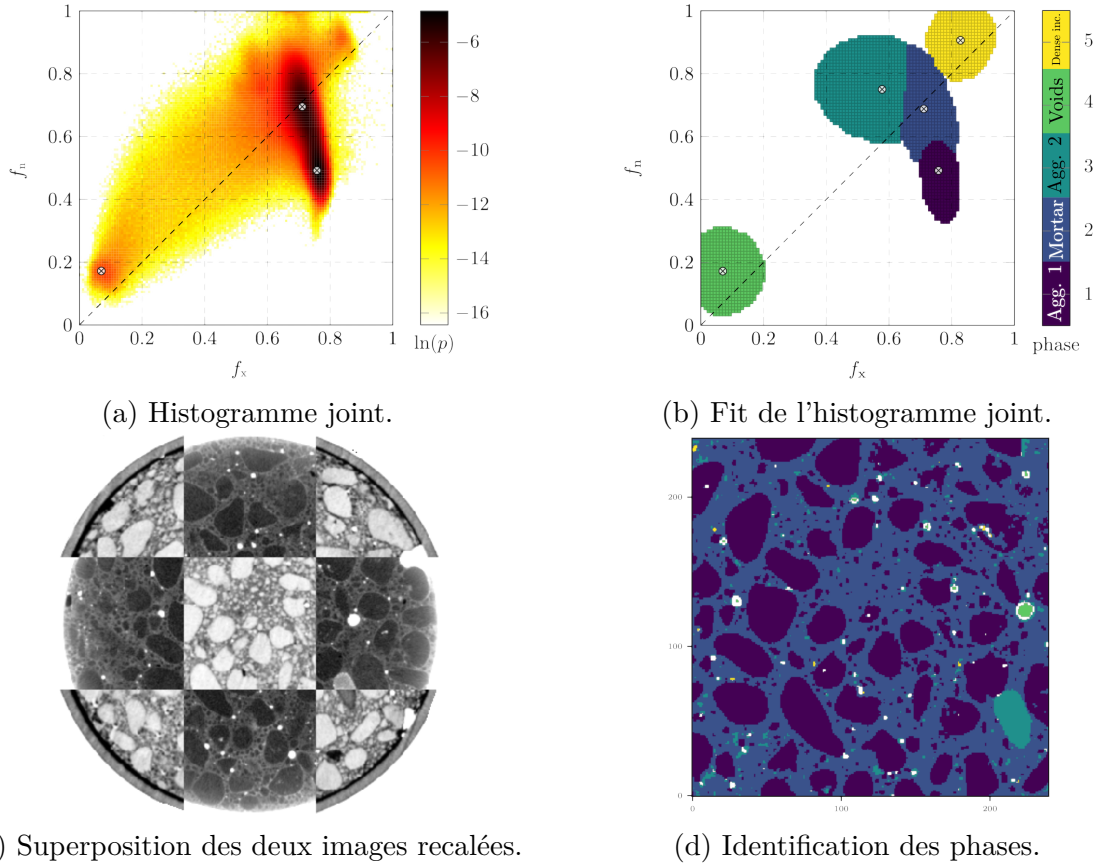 1
0.8
0.6
0.4
0.2
0
0 0.2 0.4 0.6 0.8 1
fₙ
fₓ
−6
−8
−10
−12
−14
−16
ln(p)
(a) Histogramme joint.
1
0.8
0.6
0.4
0.2
0
0 0.2 0.4 0.6 0.8 1
fₙ
fₓ
Dense inc. 5
Voids 4
Agg. 2 3
Mortar 2
Agg. 1 1
phase
(b) Fit de l'histogramme joint.
) Superposition des deux images recalées.
200
100
0
0 100 200
(d) Identification des phases.